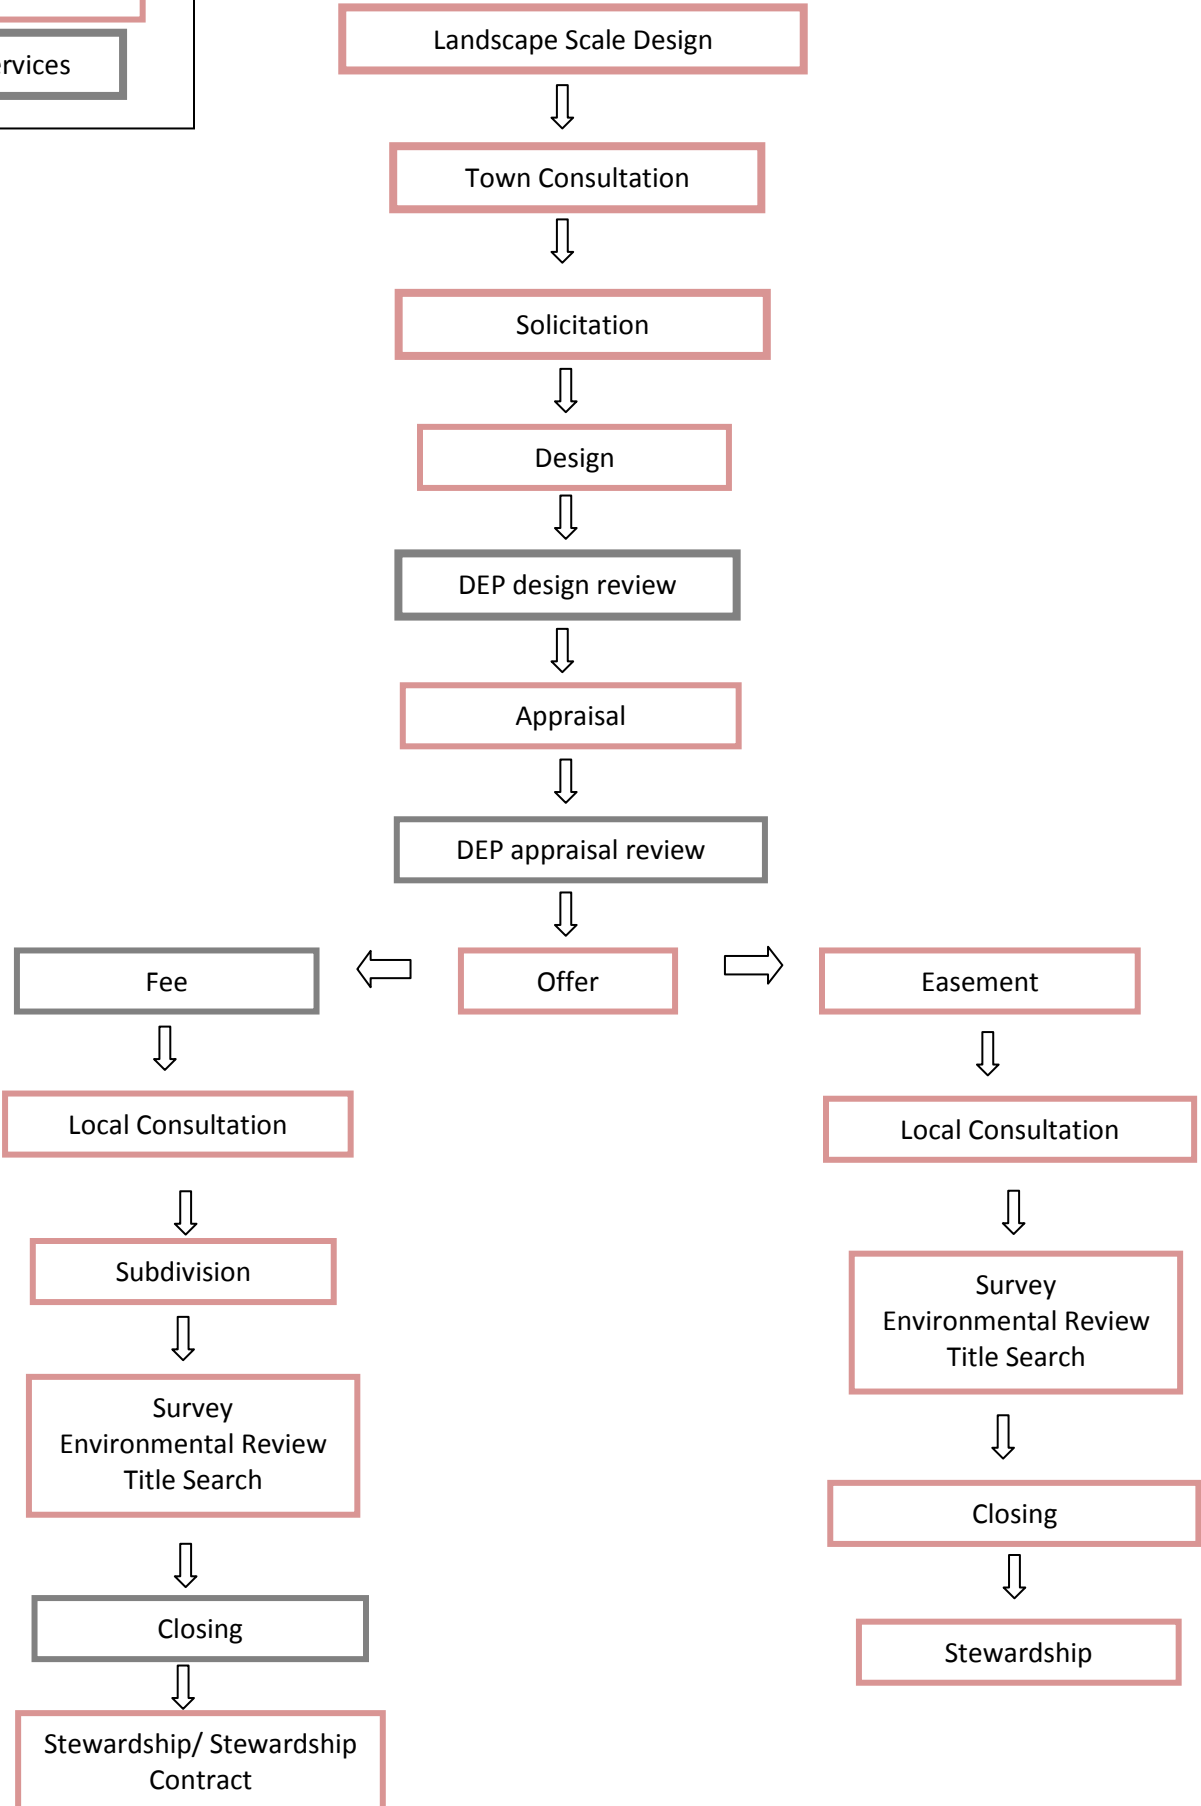 Landscape Scale Design
Town Consultation
Solicitation
Design
DEP design review
Appraisal
DEP appraisal review
Fee
Offer
Easement
Local Consultation
Subdivision
Survey
Environmental Review
Title Search
Closing
Stewardship/ Stewardship
Contract
Local Consultation
Survey
Environmental Review
Title Search
Closing
Stewardship